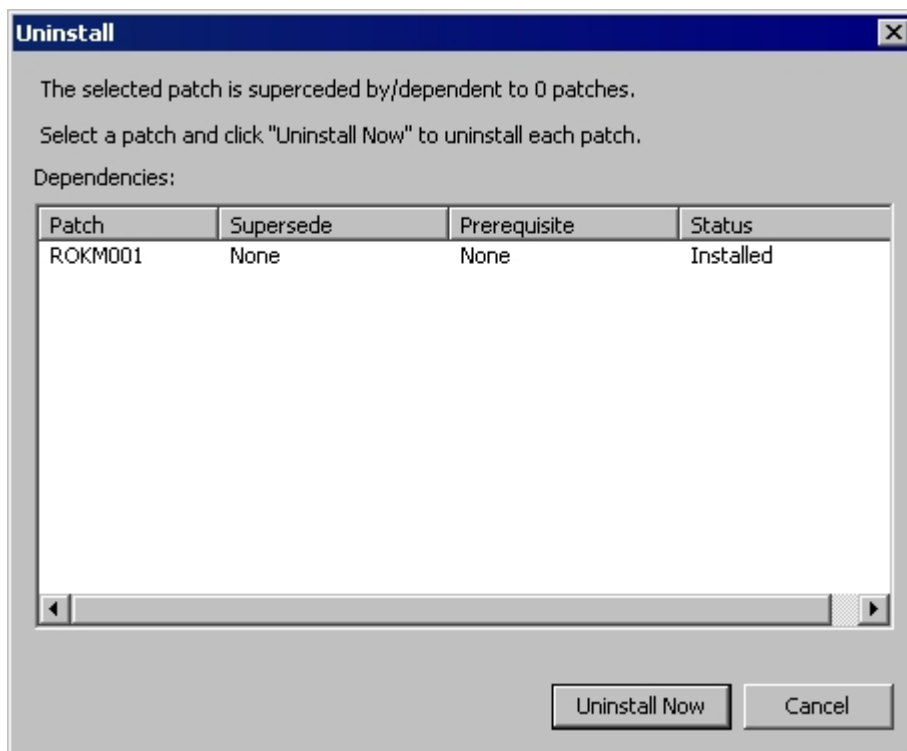 Uninstall
The selected patch is superceded by/dependent to 0 patches.
Select a patch and click "Uninstall Now" to uninstall each patch.
Dependencies:
Patch Supersede Prerequisite Status
ROKM001 None None Installed
Uninstall Now Cancel